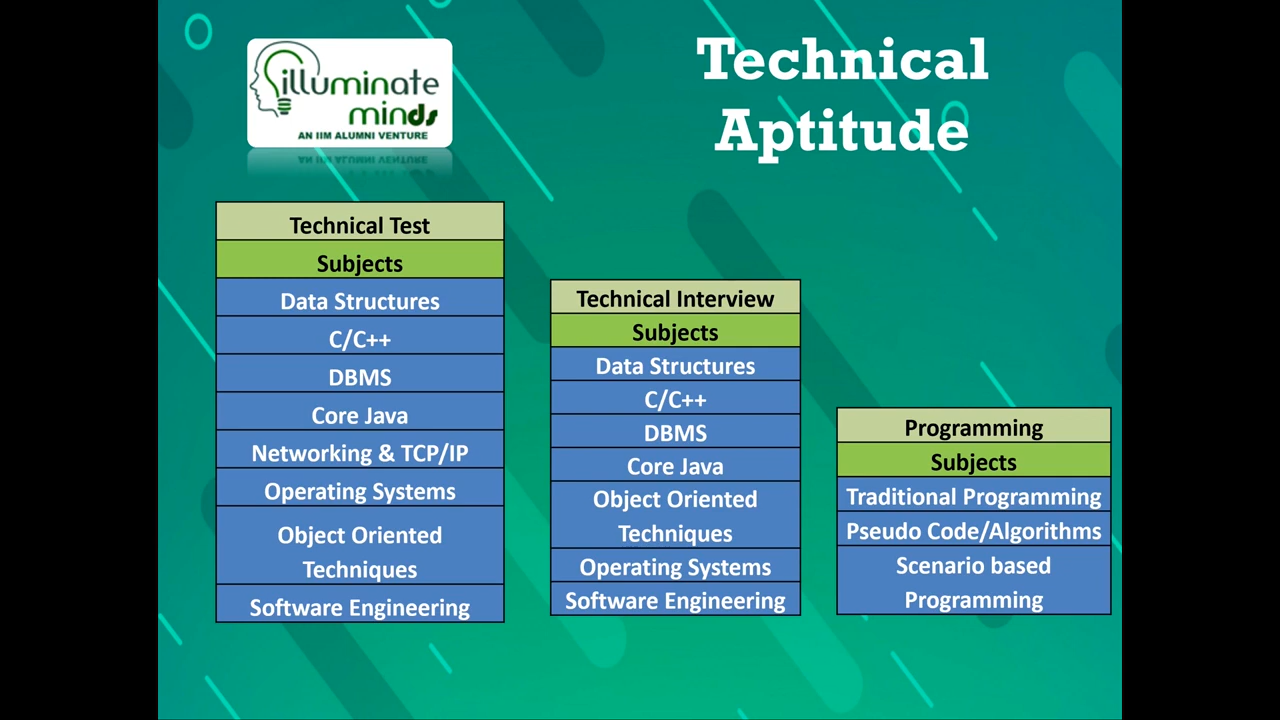 illuminate
minds
AN IIM ALUMNI VENTURE
Technical
Aptitude
Technical Test
Subjects
Data Structures
C/C++
DBMS
Core Java
Networking & TCP/IP
Operating Systems
Object Oriented
Techniques
Software Engineering
Technical Interview
Subjects
Data Structures
C/C++
DBMS
Core Java
Object Oriented
Techniques
Operating Systems
Software Engineering
Programming
Subjects
Traditional Programming
Pseudo Code/Algorithms
Scenario based
Programming